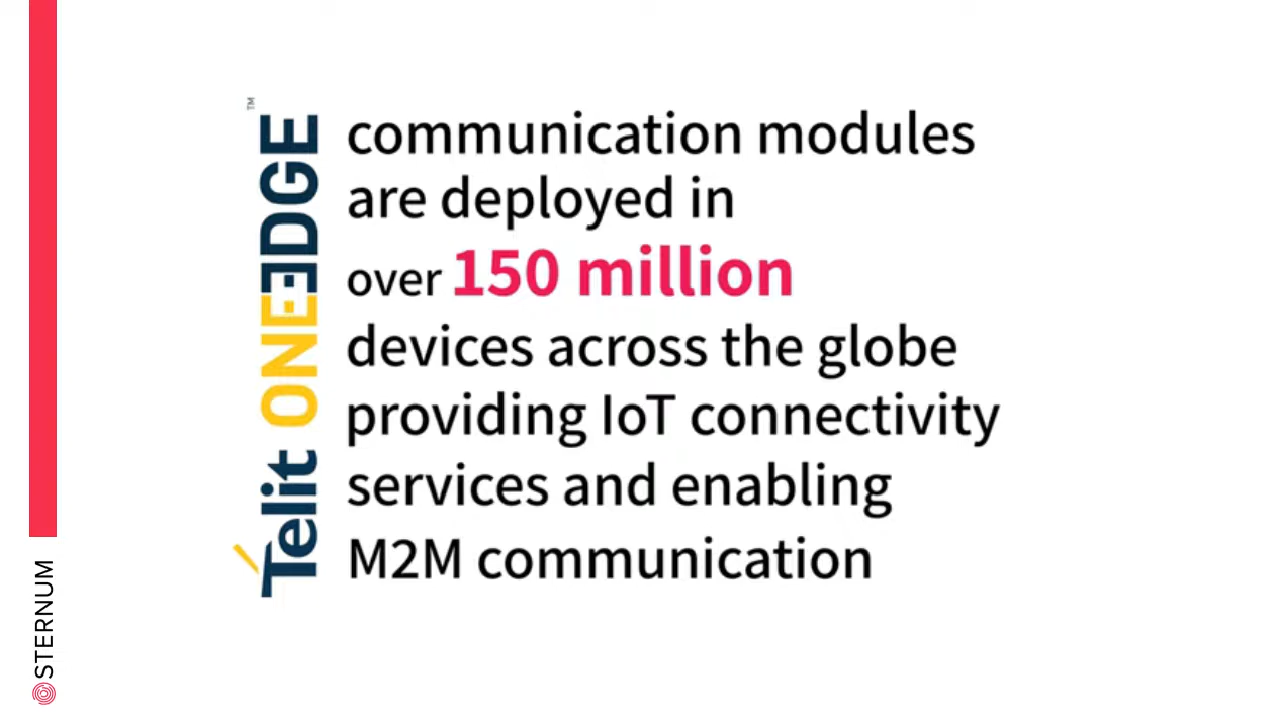 Telit ONEEDGE™
communication modules
are deployed in
over 150 million
devices across the globe
providing IoT connectivity
services and enabling
M2M communication
STERNUM